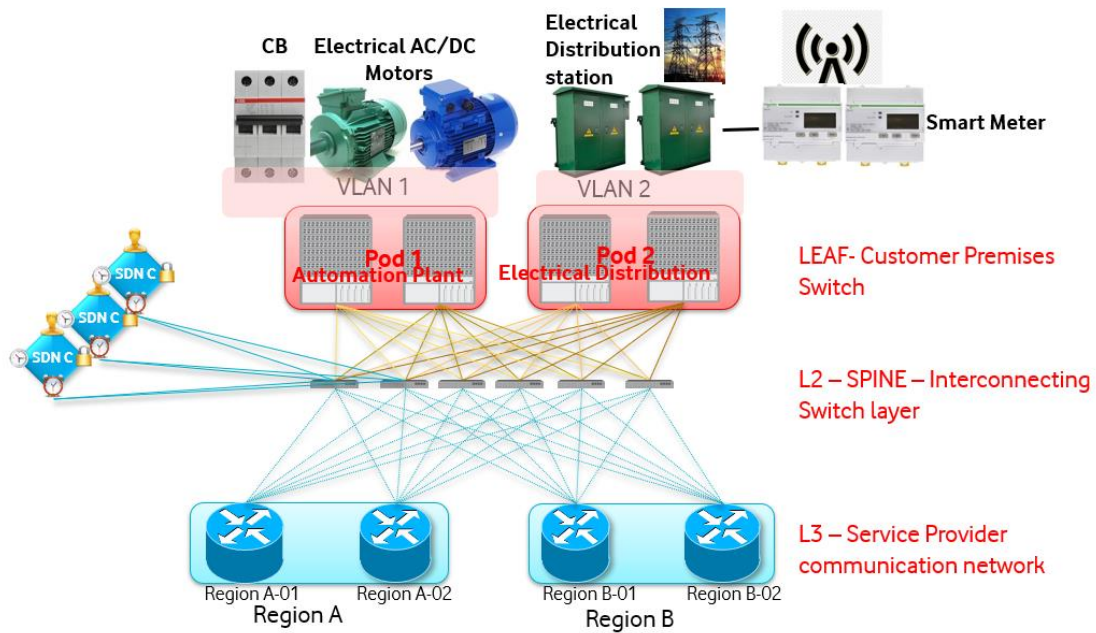 CB
Electrical AC/DC
Motors
Electrical
Distribution
station
Smart Meter
VLAN 1
VLAN 2
Pod 1
Automation Plant
Pod 2
Electrical Distribution
LEAF- Customer Premises
Switch
SDN C
SDN C
SDN C
L2 – SPINE – Interconnecting
Switch layer
L3 – Service Provider
communication network
Region A-01
Region A-02
Region B-01
Region B-02
Region A
Region B